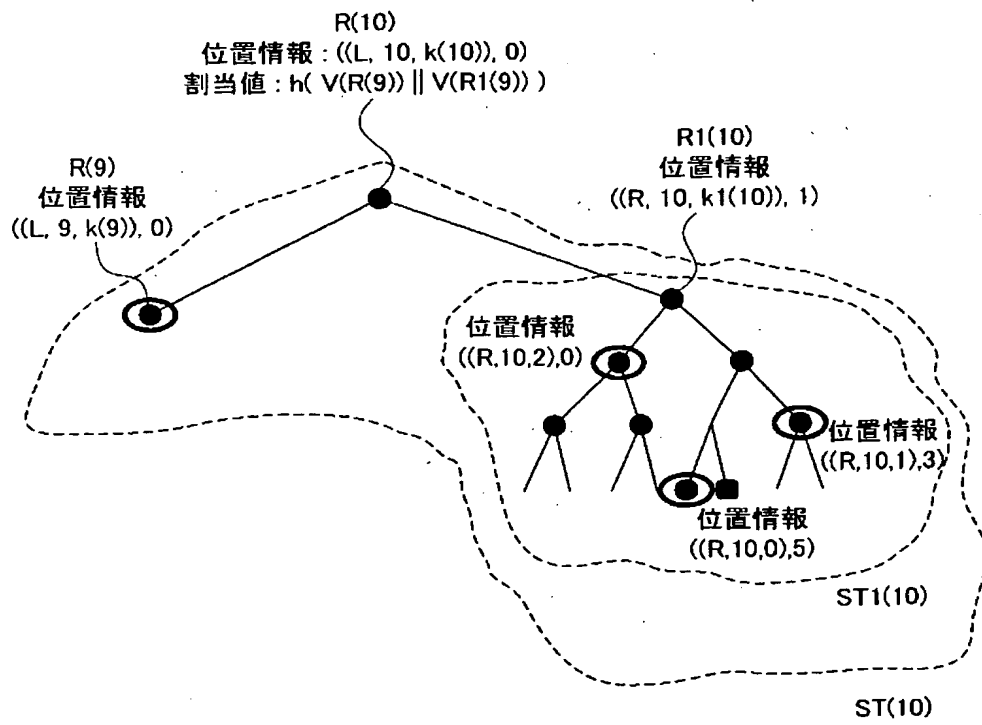 R(10)
位置情報 : ((L, 10, k(10)), 0)
割当値 : h( V(R(9)) || V(R1(9)) )
R(9)
位置情報
((L, 9, k(9)), 0)
R1(10)
位置情報
((R, 10, k1(10)), 1)
位置情報
((R,10,2),0)
位置情報
((R,10,1),3)
位置情報
((R,10,0),5)
ST1(10)
ST(10)